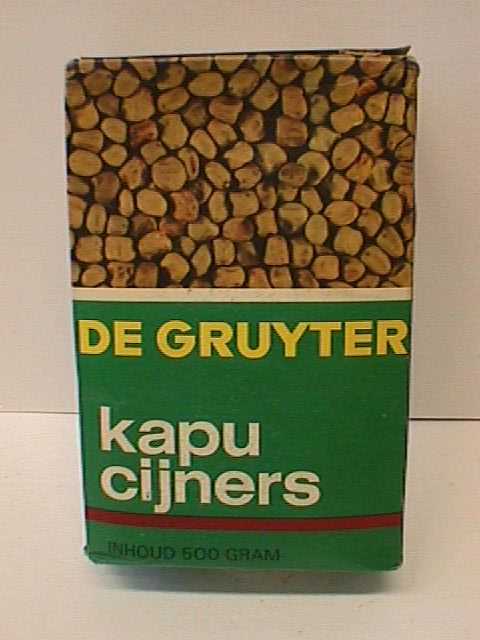 DE GRUYTER
kapu
cijners
INHOUD 500 GRAM